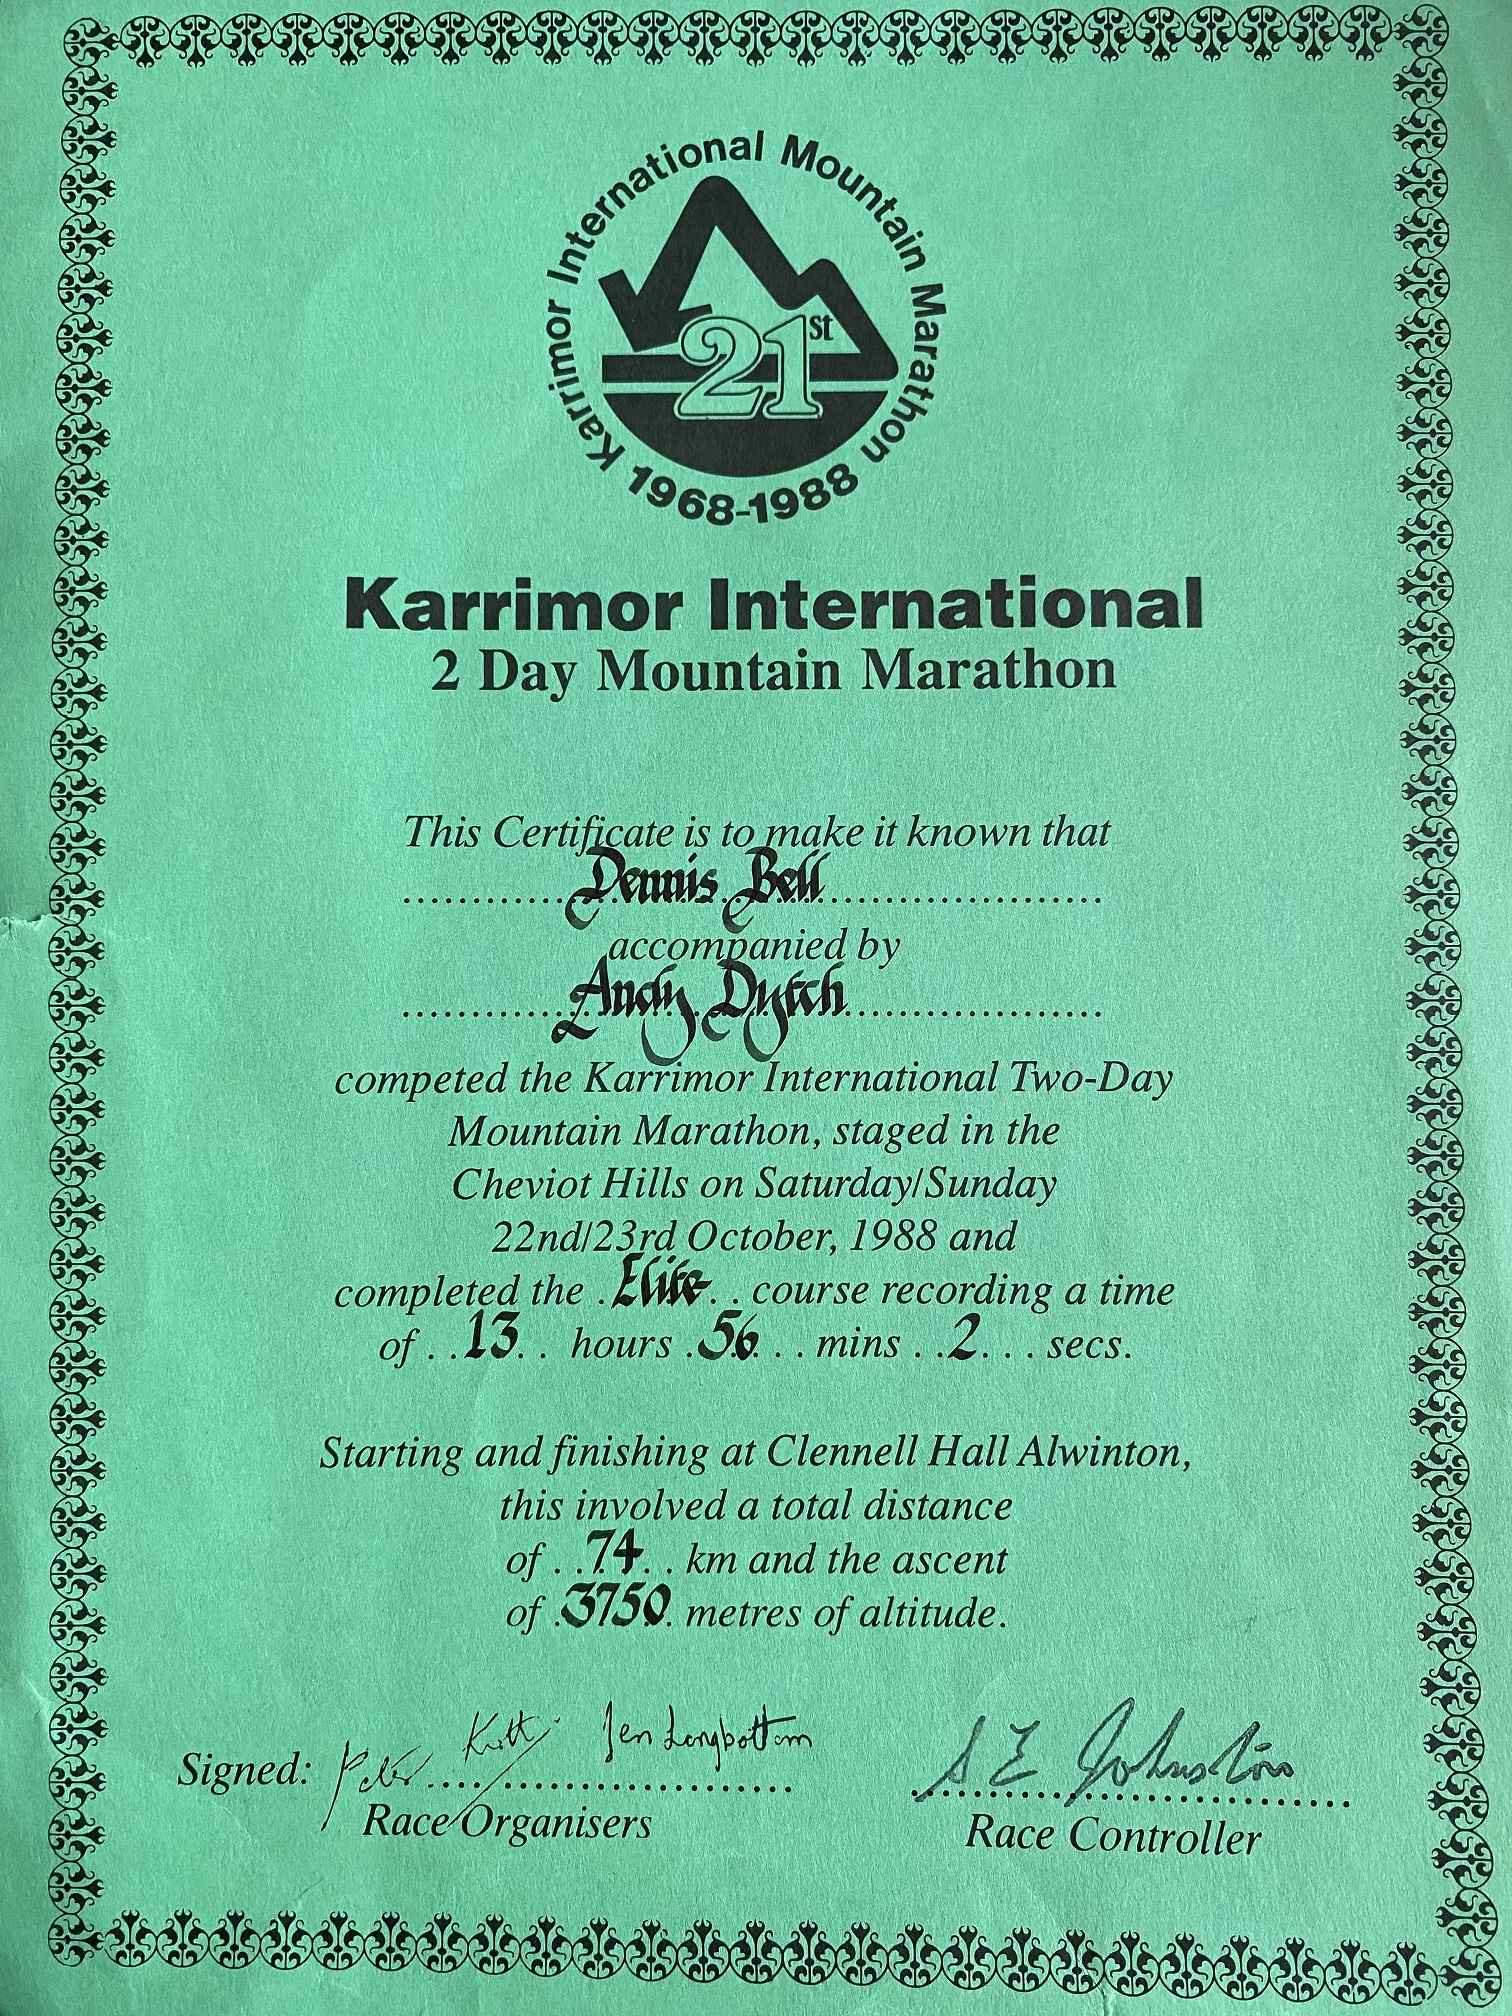 Karrimor International Mountain Marathon
21st
1968-1988
Karrimor International
2 Day Mountain Marathon
This Certificate is to make it known that
Dennis Bell
accompanied by
Andy Dytch
competed the Karrimor International Two-Day
Mountain Marathon, staged in the
Cheviot Hills on Saturday/Sunday
22nd/23rd October, 1988 and
completed the Elite course recording a time
of 13 hours 56 mins 2 secs.
Starting and finishing at Clennell Hall Alwinton,
this involved a total distance
of 74 km and the ascent
of 3750 metres of altitude.
Signed: Peter Jen Longbottom S E Johnston
Race Organisers Race Controller